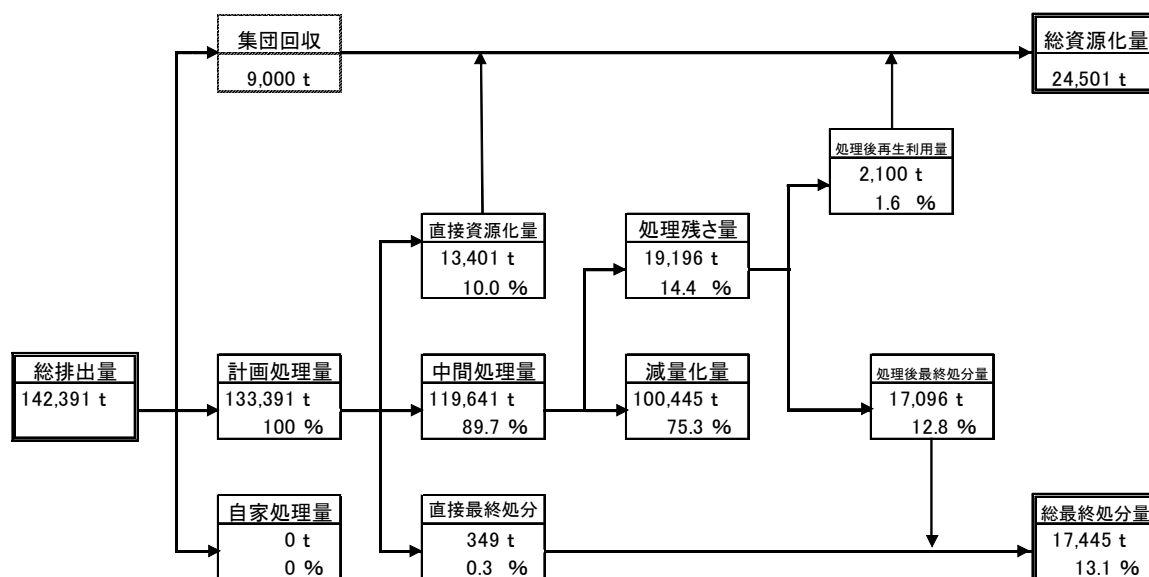 集団回収
9,000 t
総資源化量
24,501 t
処理後再生利用量
2,100 t
1.6 %
直接資源化量
13,401 t
10.0 %
処理残さ量
19,196 t
14.4 %
総排出量
142,391 t
計画処理量
133,391 t
100 %
中間処理量
119,641 t
89.7 %
減量化量
100,445 t
75.3 %
処理後最終処分量
17,096 t
12.8 %
自家処理量
0 t
0 %
直接最終処分
349 t
0.3 %
総最終処分量
17,445 t
13.1 %